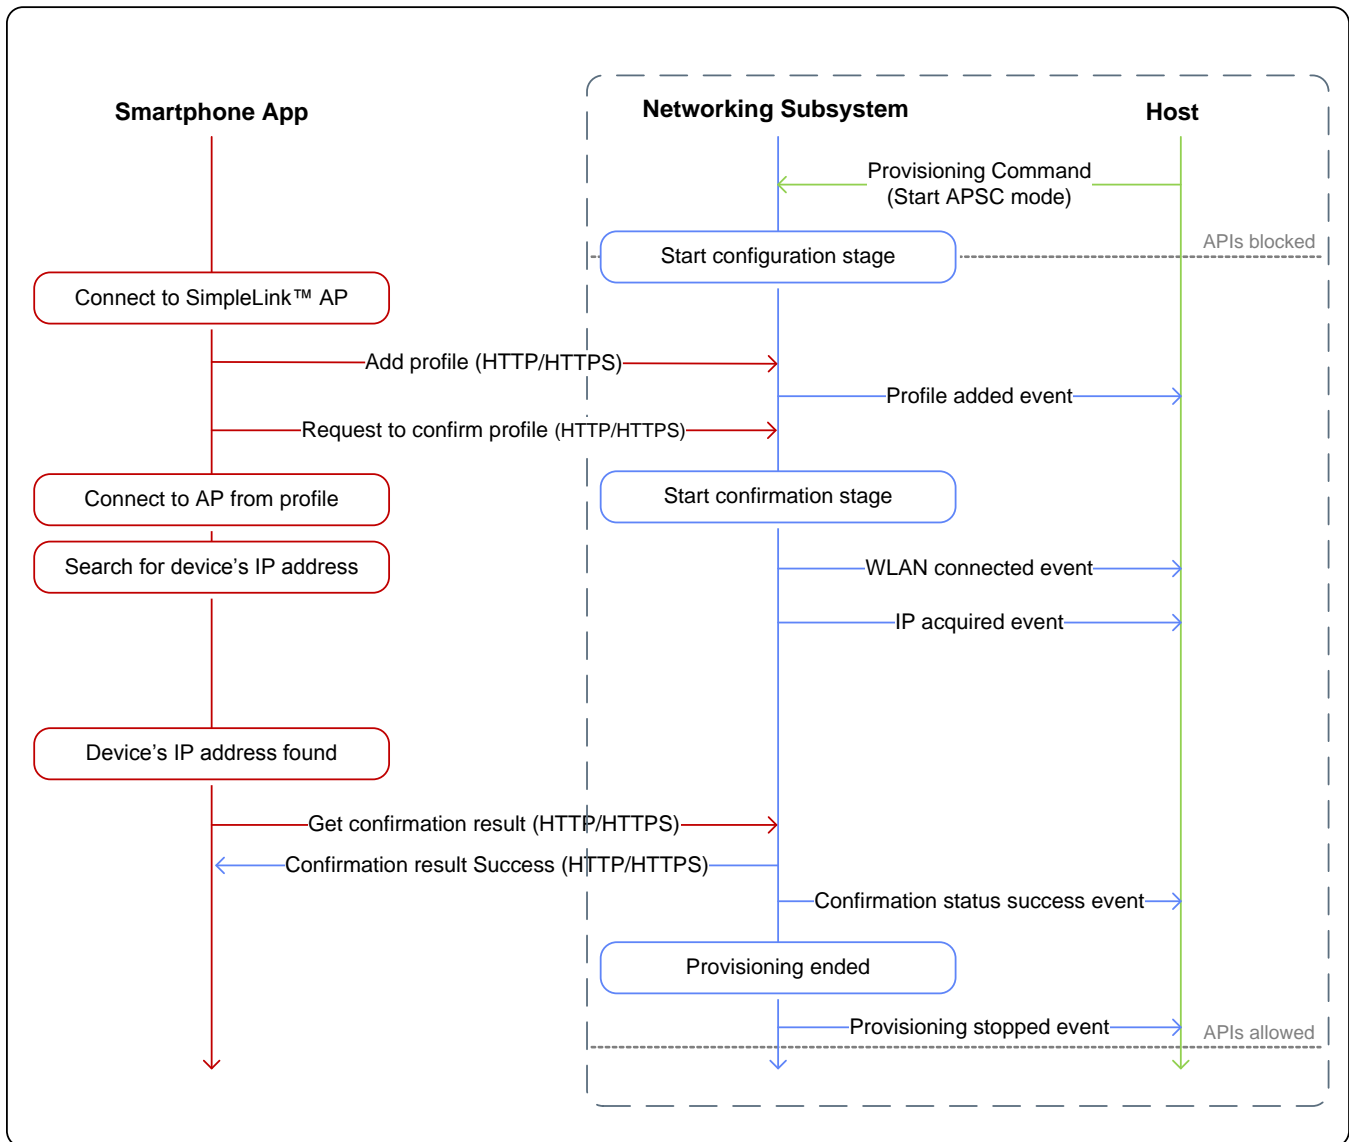 Smartphone App
Networking Subsystem
Host
Provisioning Command
(Start APSC mode)
APIs blocked
Start configuration stage
Connect to SimpleLink™ AP
Add profile (HTTP/HTTPS)
Profile added event
Request to confirm profile (HTTP/HTTPS)
Connect to AP from profile
Start confirmation stage
Search for device’s IP address
WLAN connected event
IP acquired event
Device’s IP address found
Get confirmation result (HTTP/HTTPS)
Confirmation result Success (HTTP/HTTPS)
Confirmation status success event
Provisioning ended
Provisioning stopped event
APIs allowed